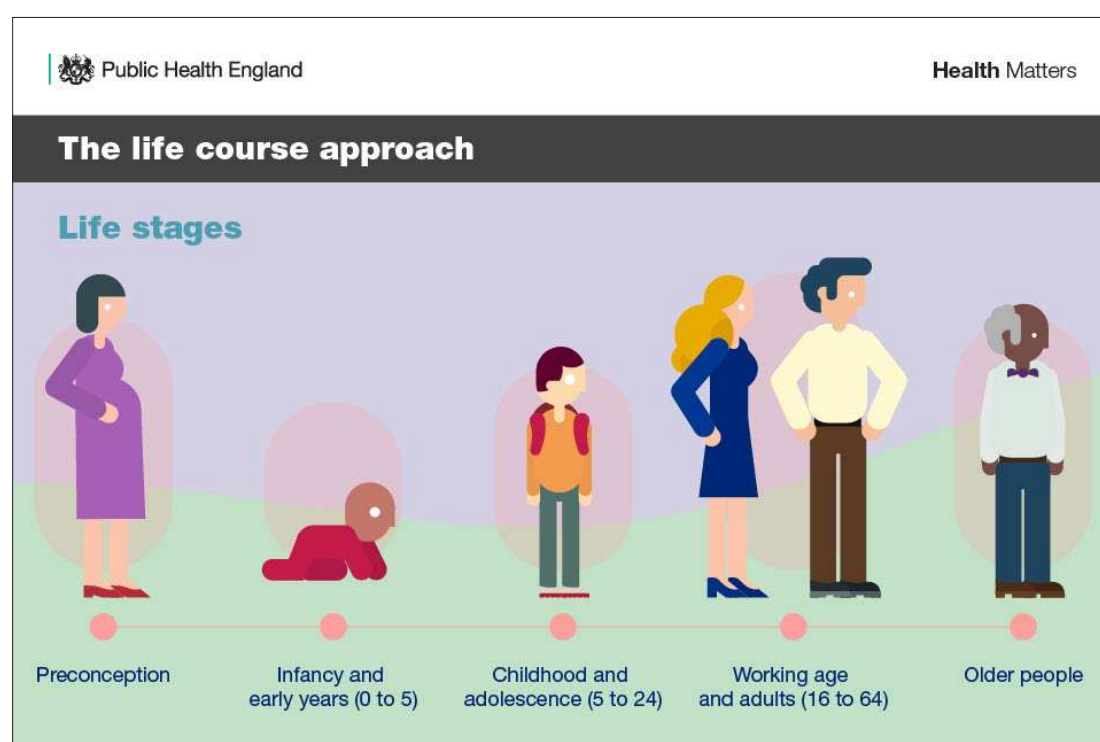 Public Health England
Health Matters
The life course approach
Life stages
Preconception
Infancy and
early years (0 to 5)
Childhood and
adolescence (5 to 24)
Working age
and adults (16 to 64)
Older people